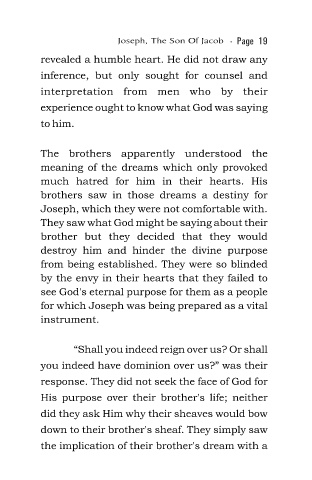 Joseph, The Son Of Jacob - Page 19
revealed a humble heart. He did not draw any
inference, but only sought for counsel and
interpretation from men who by their
experience ought to know what God was saying
to him.
The brothers apparently understood the
meaning of the dreams which only provoked
much hatred for him in their hearts. His
brothers saw in those dreams a destiny for
Joseph, which they were not comfortable with.
They saw what God might be saying about their
brother but they decided that they would
destroy him and hinder the divine purpose
from being established. They were so blinded
by the envy in their hearts that they failed to
see God's eternal purpose for them as a people
for which Joseph was being prepared as a vital
instrument.
“Shall you indeed reign over us? Or shall
you indeed have dominion over us?” was their
response. They did not seek the face of God for
His purpose over their brother's life; neither
did they ask Him why their sheaves would bow
down to their brother's sheaf. They simply saw
the implication of their brother's dream with a